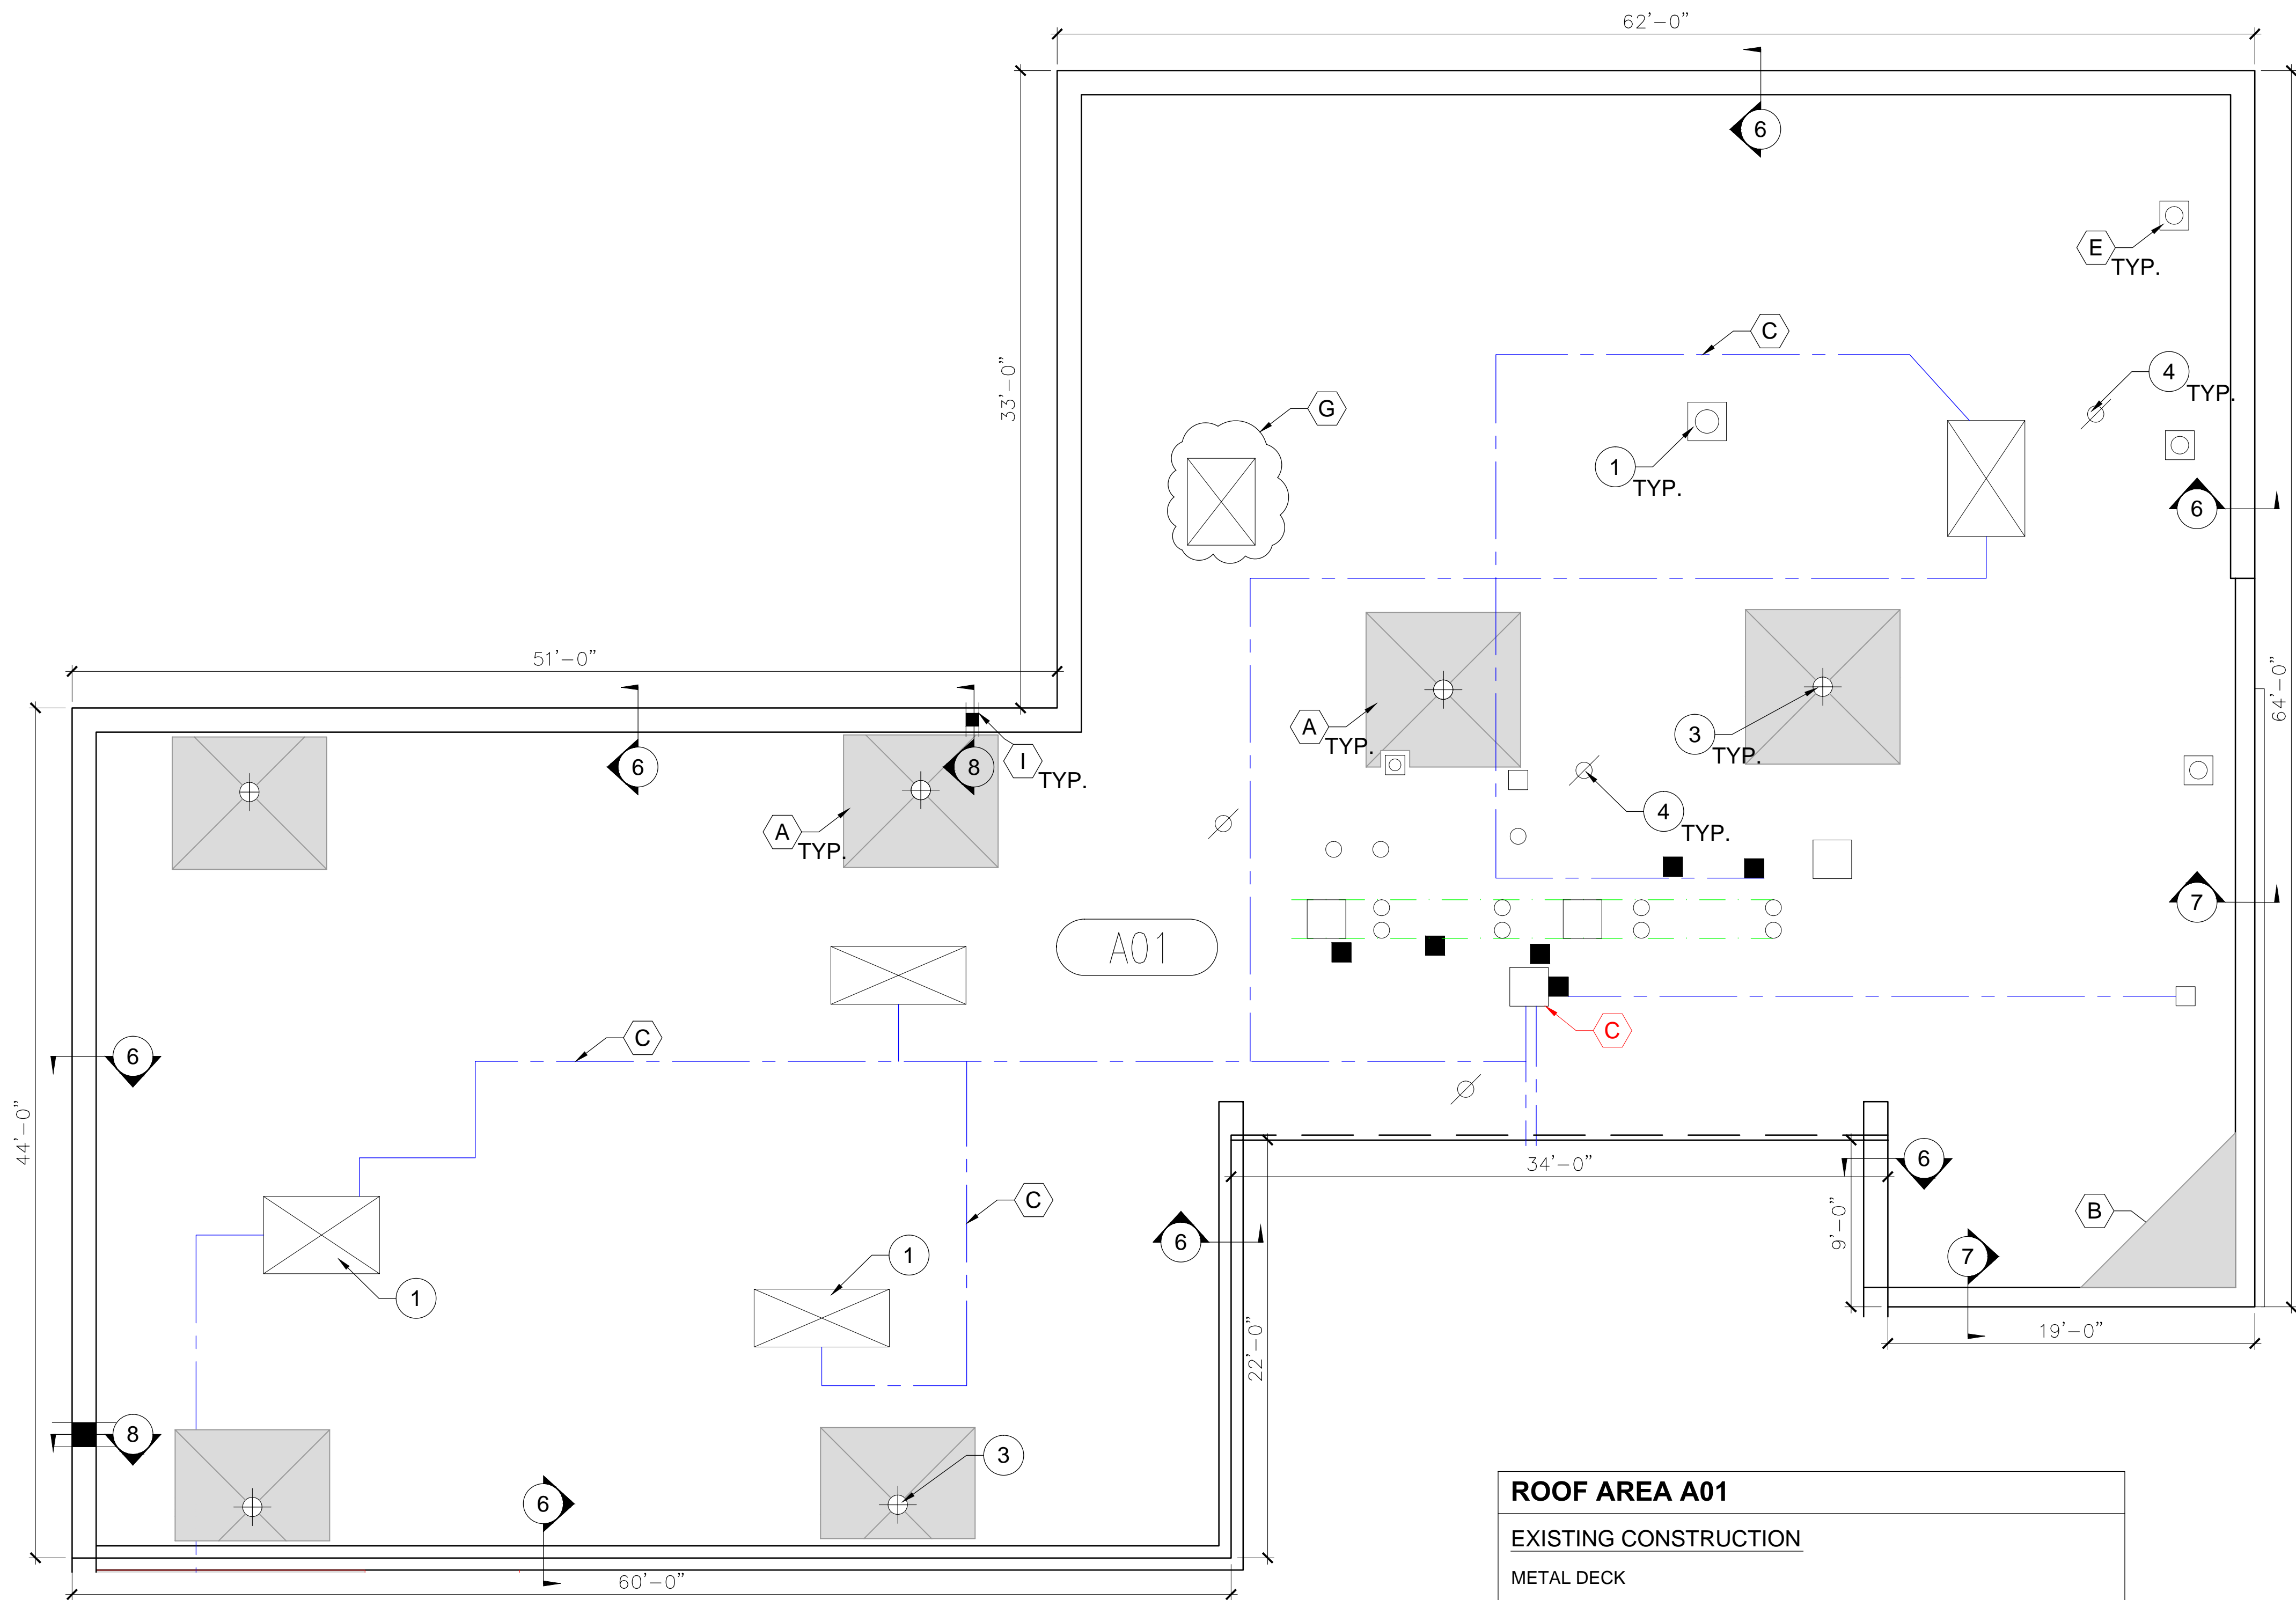 62'-0"
6
E
TYP.
C
33'-0"
4
TYP.
G
1
TYP.
6
51'-0"
64'-0"
A
TYP.
3
TYP.
6
8
I
TYP.
4
TYP.
A
TYP.
7
A01
C
C
6
44'-0"
34'-0"
6
C
9'-0"
B
6
1
7
1
22'-0"
19'-0"
8
3
6
ROOF AREA A01
EXISTING CONSTRUCTION
METAL DECK
60'-0"